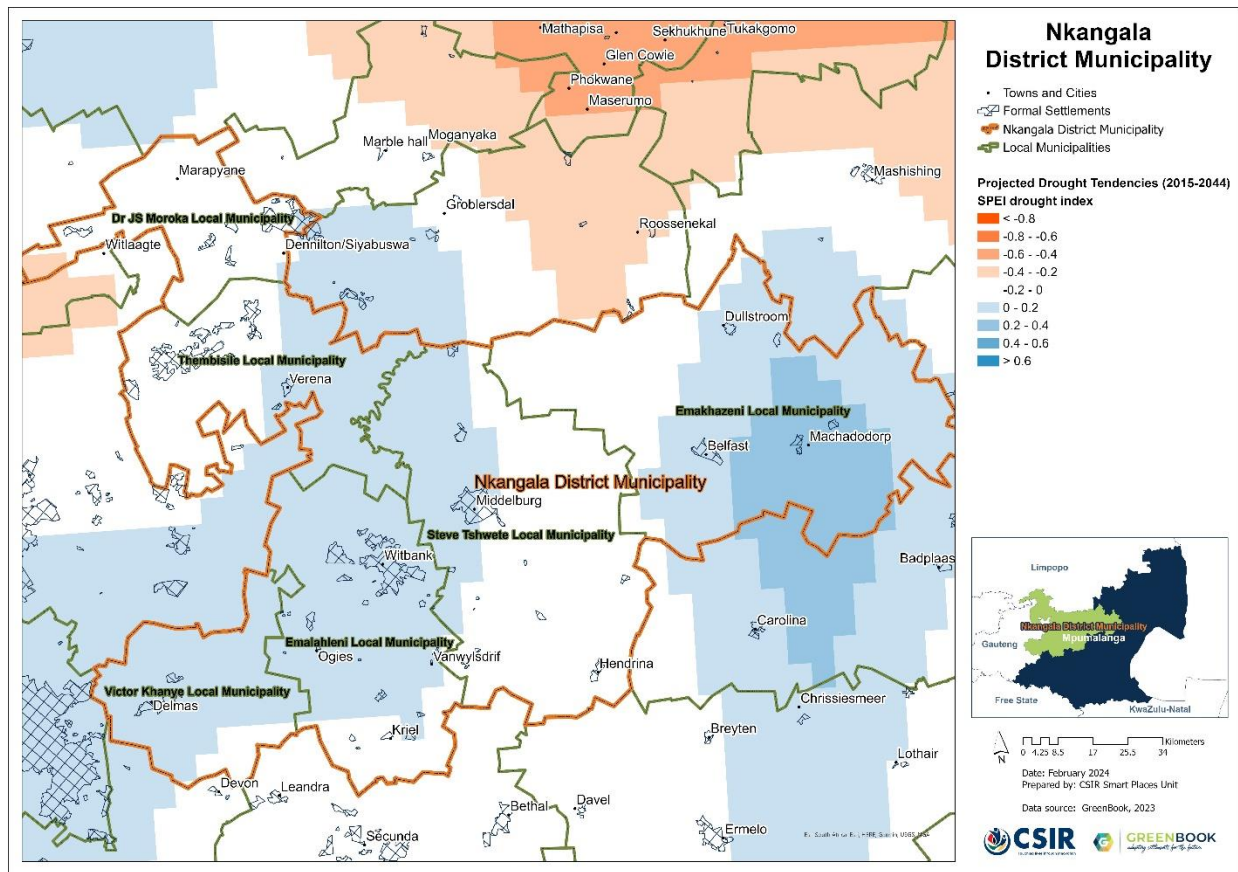 Nkangala
District Municipality
Towns and Cities
Formal Settlements
Nkangala District Municipality
Local Municipalities
Projected Drought Tendencies (2015-2044)
SPEI drought index
< -0.8
-0.8 - -0.6
-0.6 - -0.4
-0.4 - -0.2
-0.2 - 0
0 - 0.2
0.2 - 0.4
0.4 - 0.6
> 0.6
Mathapisa
Sekhukhune
Tukakgomo
Glen Cowie
Phokwane
Maserumo
Marble hall
Moganyaka
Marapyane
Mashishing
Groblersdal
Dr JS Moroka Local Municipality
Roossenekal
Witlaagte
Dennilton/Siyabuswa
Dullstroom
Thembisile Local Municipality
Verena
Emakhazeni Local Municipality
Belfast
Machadodorp
Nkangala District Municipality
Middelburg
Steve Tshwete Local Municipality
Witbank
Badplaas
Carolina
Emalahleni Local Municipality
Ogies
Vanwylsdrif
Hendrina
Victor Khanye Local Municipality
Delmas
Chrissiesmeer
Kriel
Breyten
Lothair
Devon
Leandra
Bethal
Davel
Secunda
Ermelo
Limpopo
Nkangala District Municipality
Mpumalanga
Gauteng
Free State
KwaZulu-Natal
N
Kilometers
0 4.25 8.5 17 25.5 34
Date: February 2024
Prepared by: CSIR Smart Places Unit
Data source: GreenBook, 2023
CSIR
GREENBOOK